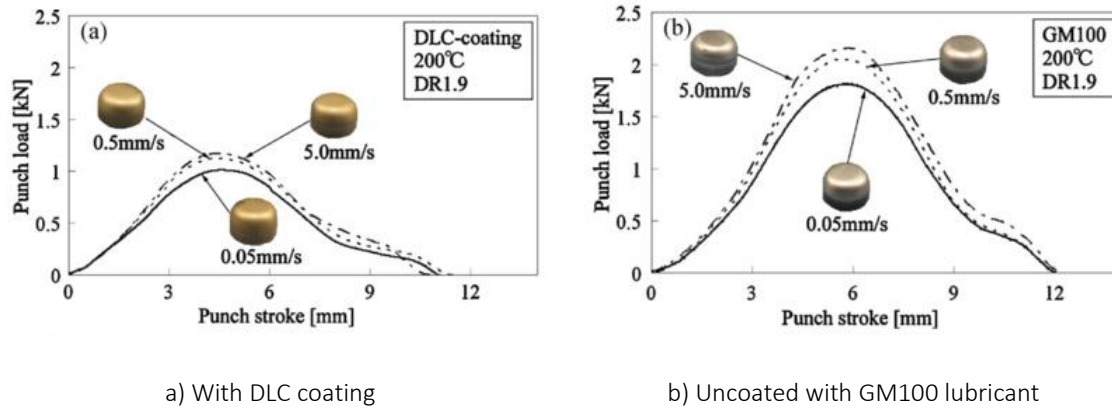 (a)
DLC-coating
200℃
DR1.9
2.5
2
1.5
1
0.5
0
Punch load [kN]
0.5mm/s
5.0mm/s
0.05mm/s
0
3
6
9
12
Punch stroke [mm]
(b)
GM100
200℃
DR1.9
2.5
2
1.5
1
0.5
0
Punch load [kN]
5.0mm/s
0.5mm/s
0.05mm/s
0
3
6
9
12
Punch stroke [mm]
a) With DLC coating
b) Uncoated with GM100 lubricant